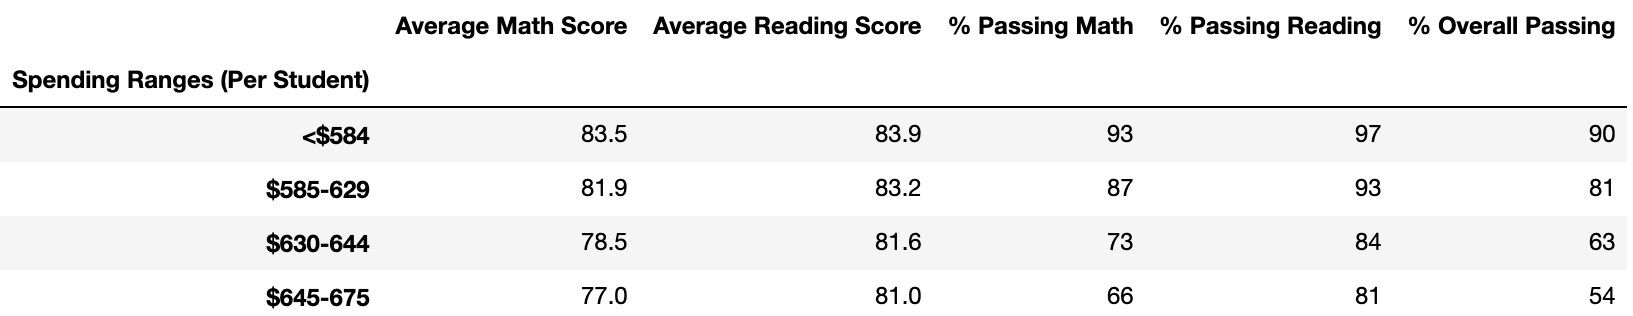 Average Math Score Average Reading Score % Passing Math % Passing Reading % Overall Passing
Spending Ranges (Per Student)
<$584 83.5 83.9 93 97 90
$585-629 81.9 83.2 87 93 81
$630-644 78.5 81.6 73 84 63
$645-675 77.0 81.0 66 81 54